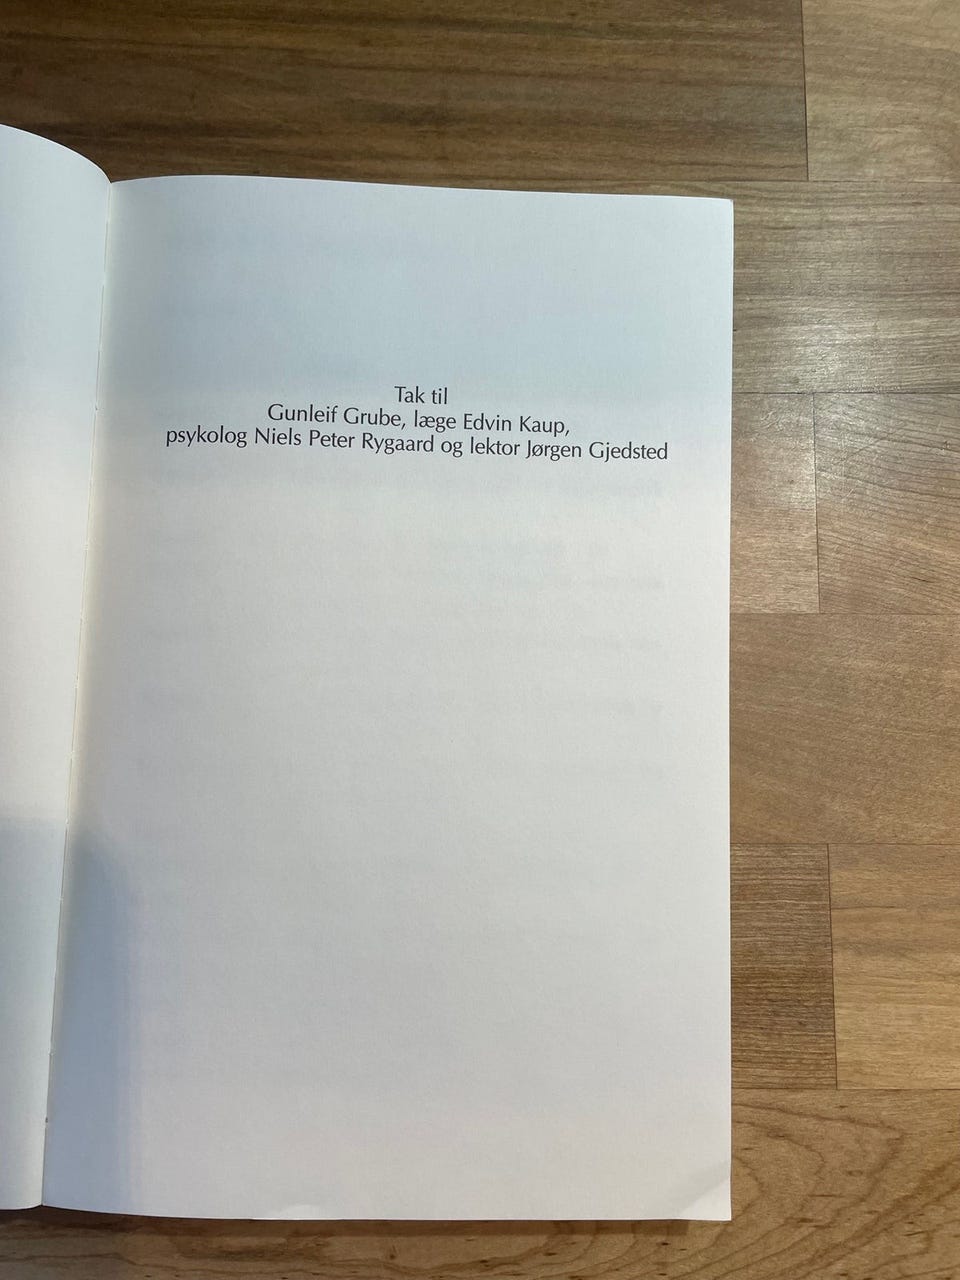 Tak til
Gunleif Grube, læge Edvin Kaup,
psykolog Niels Peter Rygaard og lektor Jørgen Gjedsted